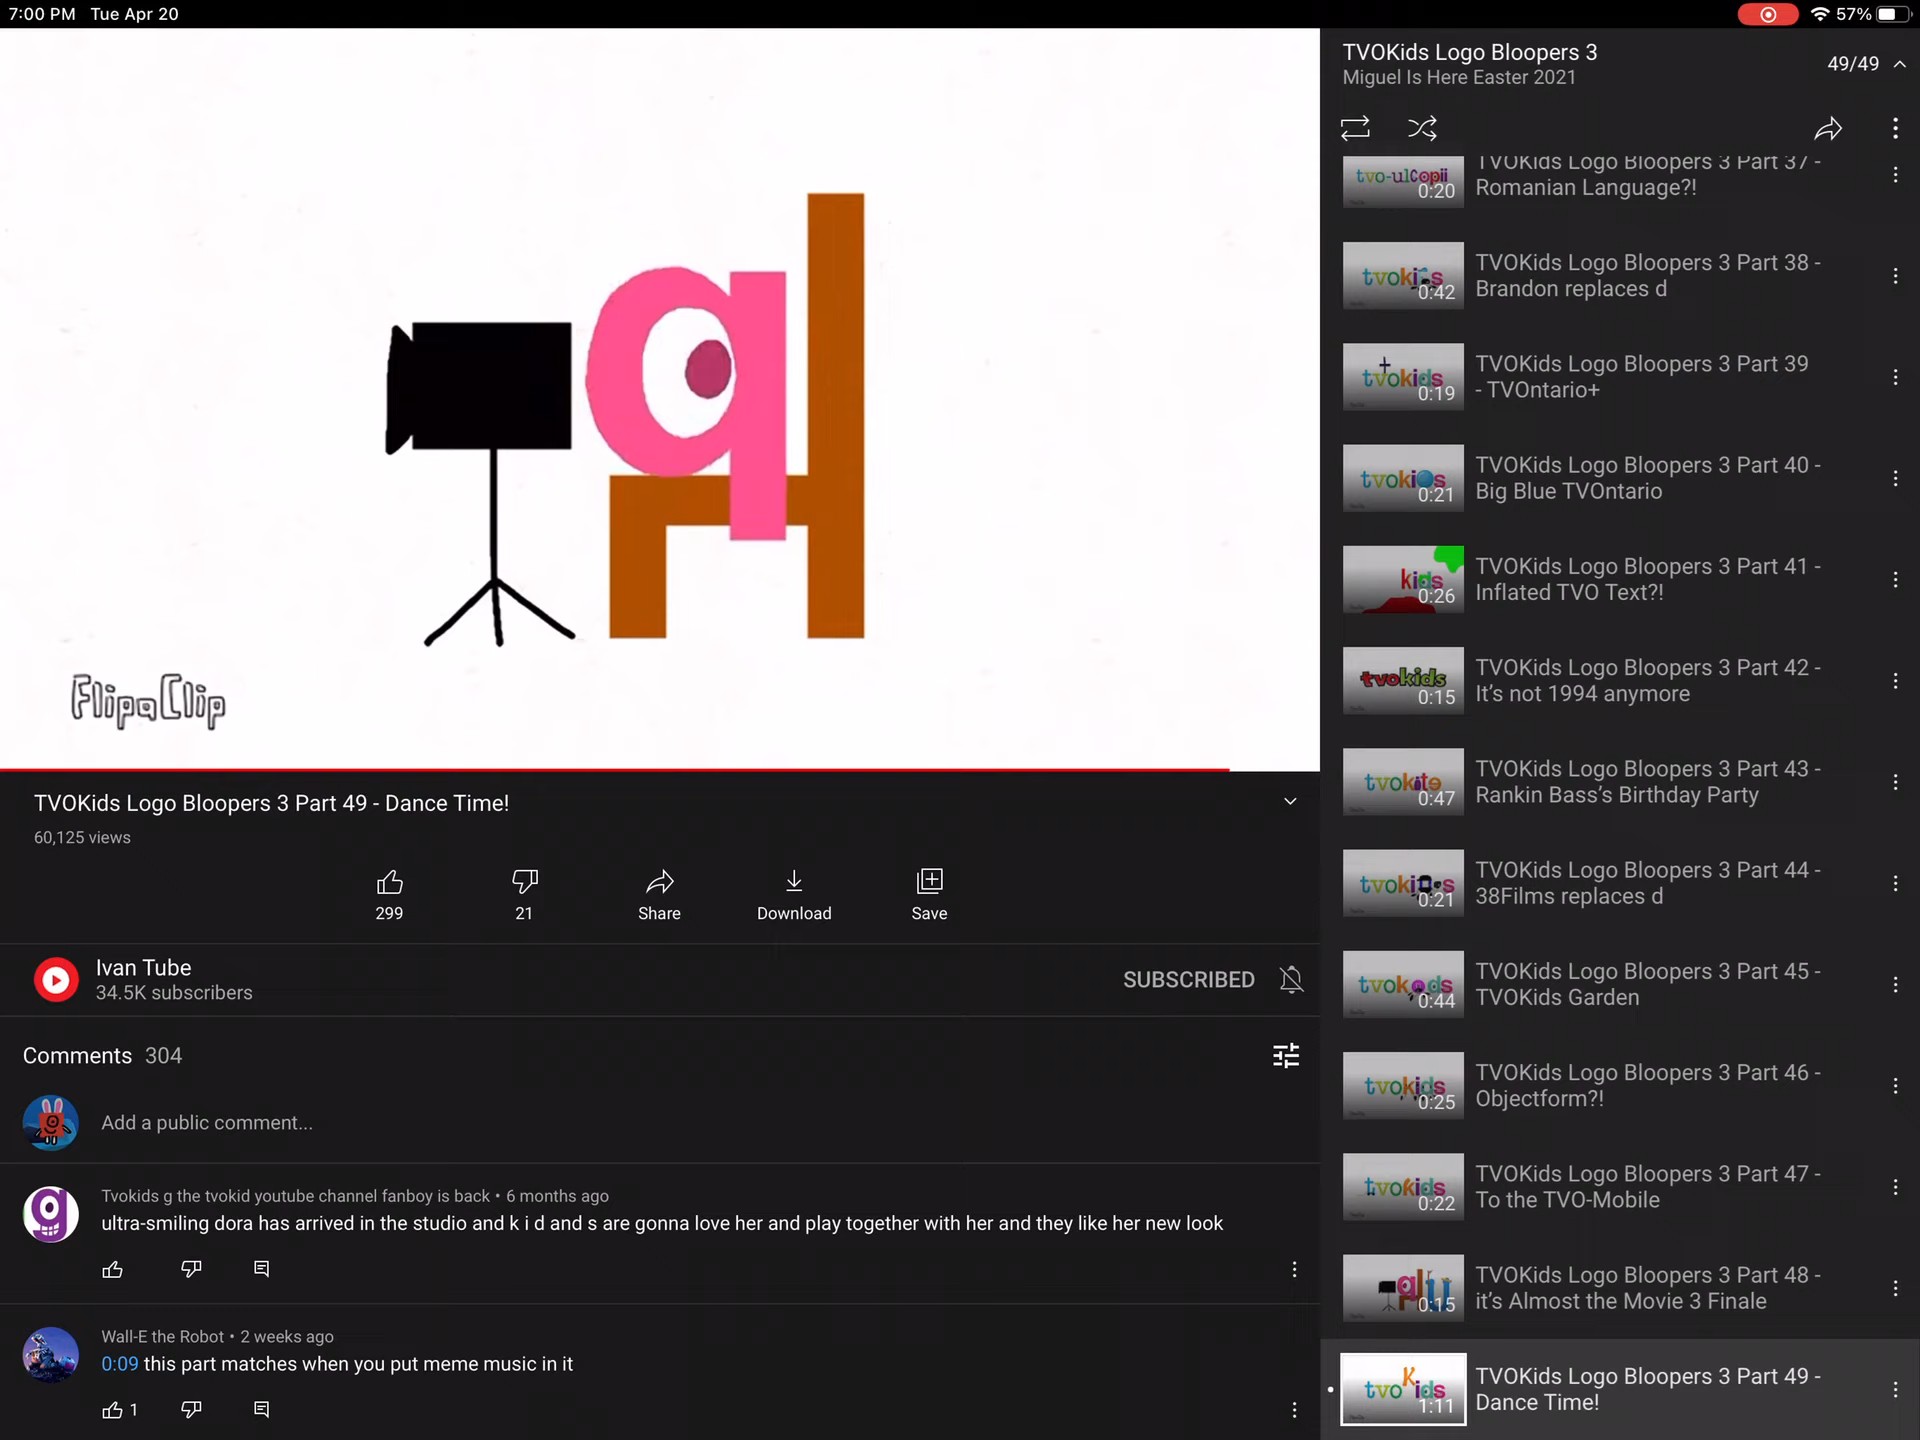 7:00 PM Tue Apr 20
57%
FlipaClip
TVOKids Logo Bloopers 3 Part 49 - Dance Time!
60,125 views
299
21
Share
Download
Save
Ivan Tube
34.5K subscribers
SUBSCRIBED
Comments 304
Add a public comment...
Tvokids g the tvokid youtube channel fanboy is back • 6 months ago
ultra-smiling dora has arrived in the studio and k i d and s are gonna love her and play together with her and they like her new look
Wall-E the Robot • 2 weeks ago
0:09 this part matches when you put meme music in it
1
TVOKids Logo Bloopers 3
Miguel Is Here Easter 2021
49/49
tvo-ulcopii
0:20
TVOKids Logo Bloopers 3 Part 37 -
Romanian Language?!
tvokids
0:42
TVOKids Logo Bloopers 3 Part 38 -
Brandon replaces d
tvokids
0:19
TVOKids Logo Bloopers 3 Part 39
- TVOntario+
0:21
TVOKids Logo Bloopers 3 Part 40 -
Big Blue TVOntario
kids
0:26
TVOKids Logo Bloopers 3 Part 41 -
Inflated TVO Text?!
tvokids
0:15
TVOKids Logo Bloopers 3 Part 42 -
It's not 1994 anymore
tvokite
0:47
TVOKids Logo Bloopers 3 Part 43 -
Rankin Bass's Birthday Party
0:21
TVOKids Logo Bloopers 3 Part 44 -
38Films replaces d
0:44
TVOKids Logo Bloopers 3 Part 45 -
TVOKids Garden
tvokids
0:25
TVOKids Logo Bloopers 3 Part 46 -
Objectform?!
tvokids
0:22
TVOKids Logo Bloopers 3 Part 47 -
To the TVO-Mobile
0:15
TVOKids Logo Bloopers 3 Part 48 -
it's Almost the Movie 3 Finale
tvoKids
1:11
TVOKids Logo Bloopers 3 Part 49 -
Dance Time!